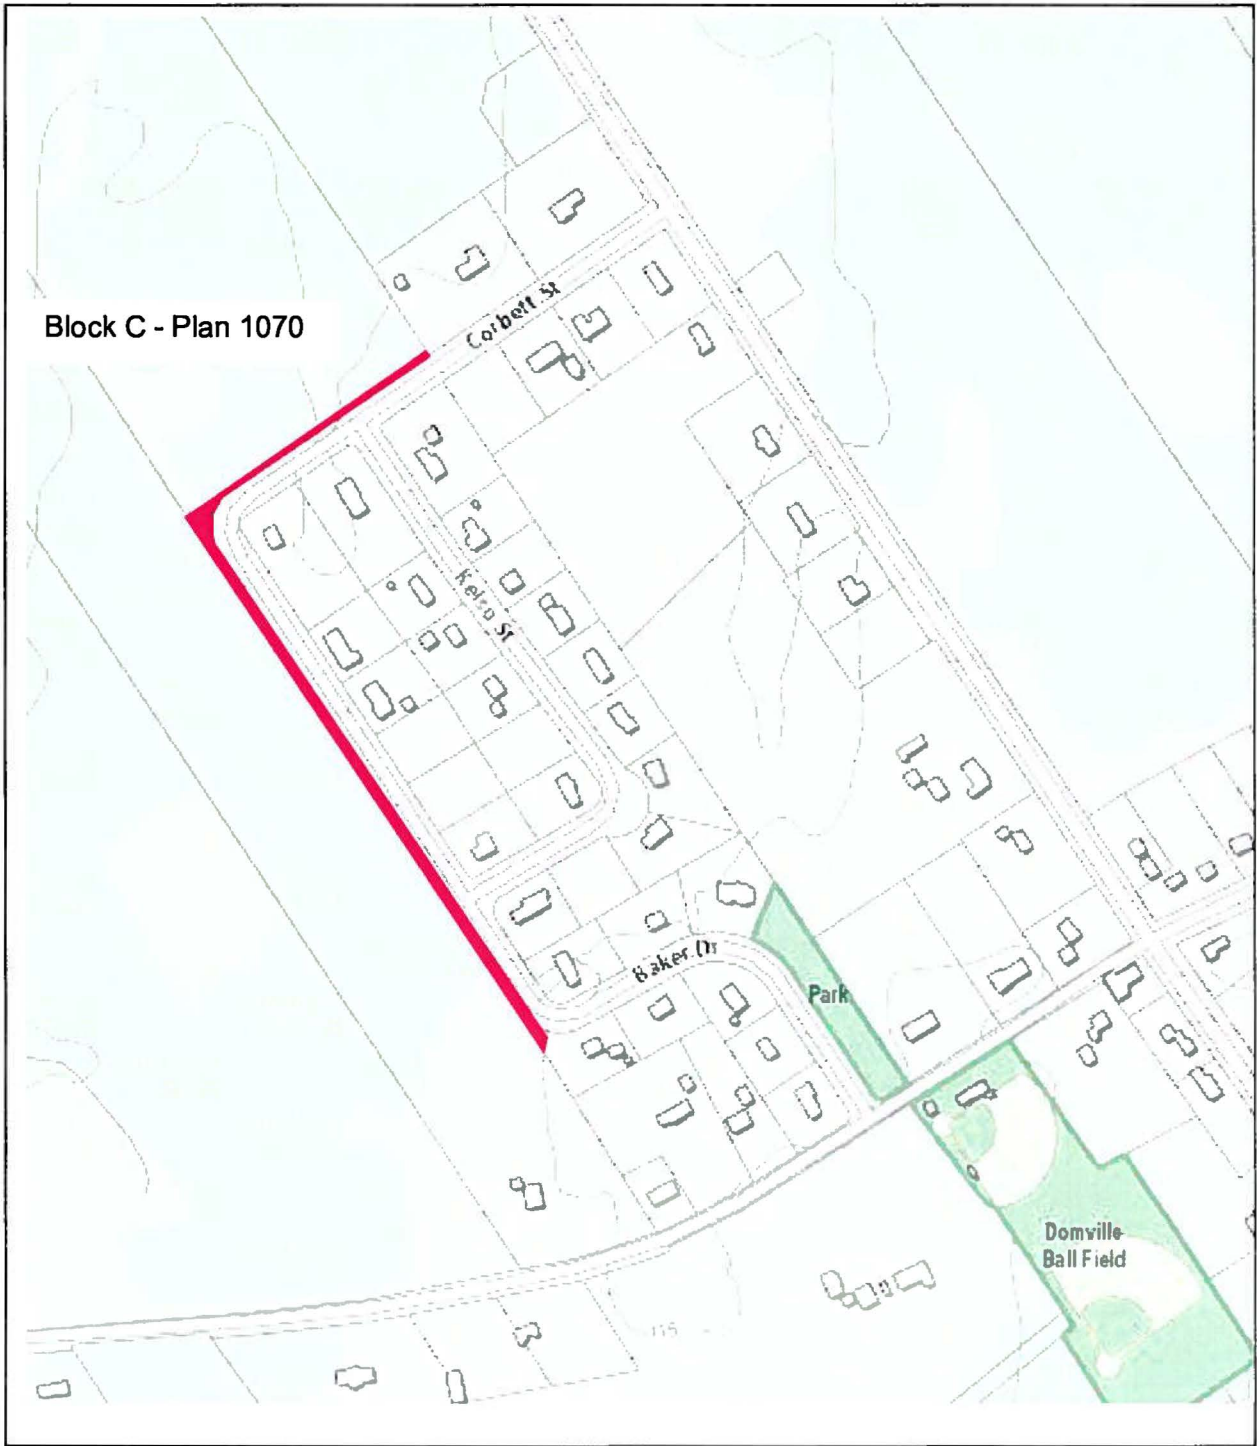 Corbett St
Block C - Plan 1070
Kelso St
Baker Dr
Park
Domville
Ball Field